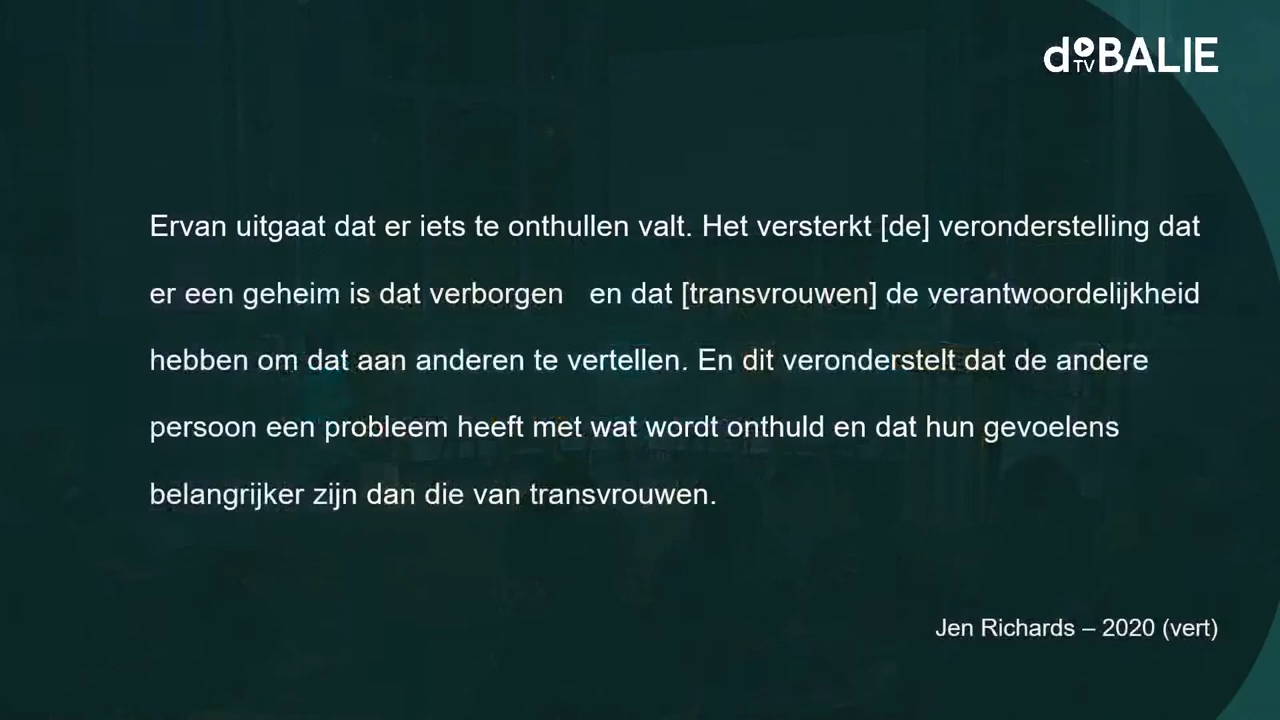 de TV BALIE
Ervan uitgaat dat er iets te onthullen valt. Het versterkt [de] veronderstelling dat
er een geheim is dat verborgen en dat [transvrouwen] de verantwoordelijkheid
hebben om dat aan anderen te vertellen. En dit veronderstelt dat de andere
persoon een probleem heeft met wat wordt onthuld en dat hun gevoelens
belangrijker zijn dan die van transvrouwen.
Jen Richards – 2020 (vert)